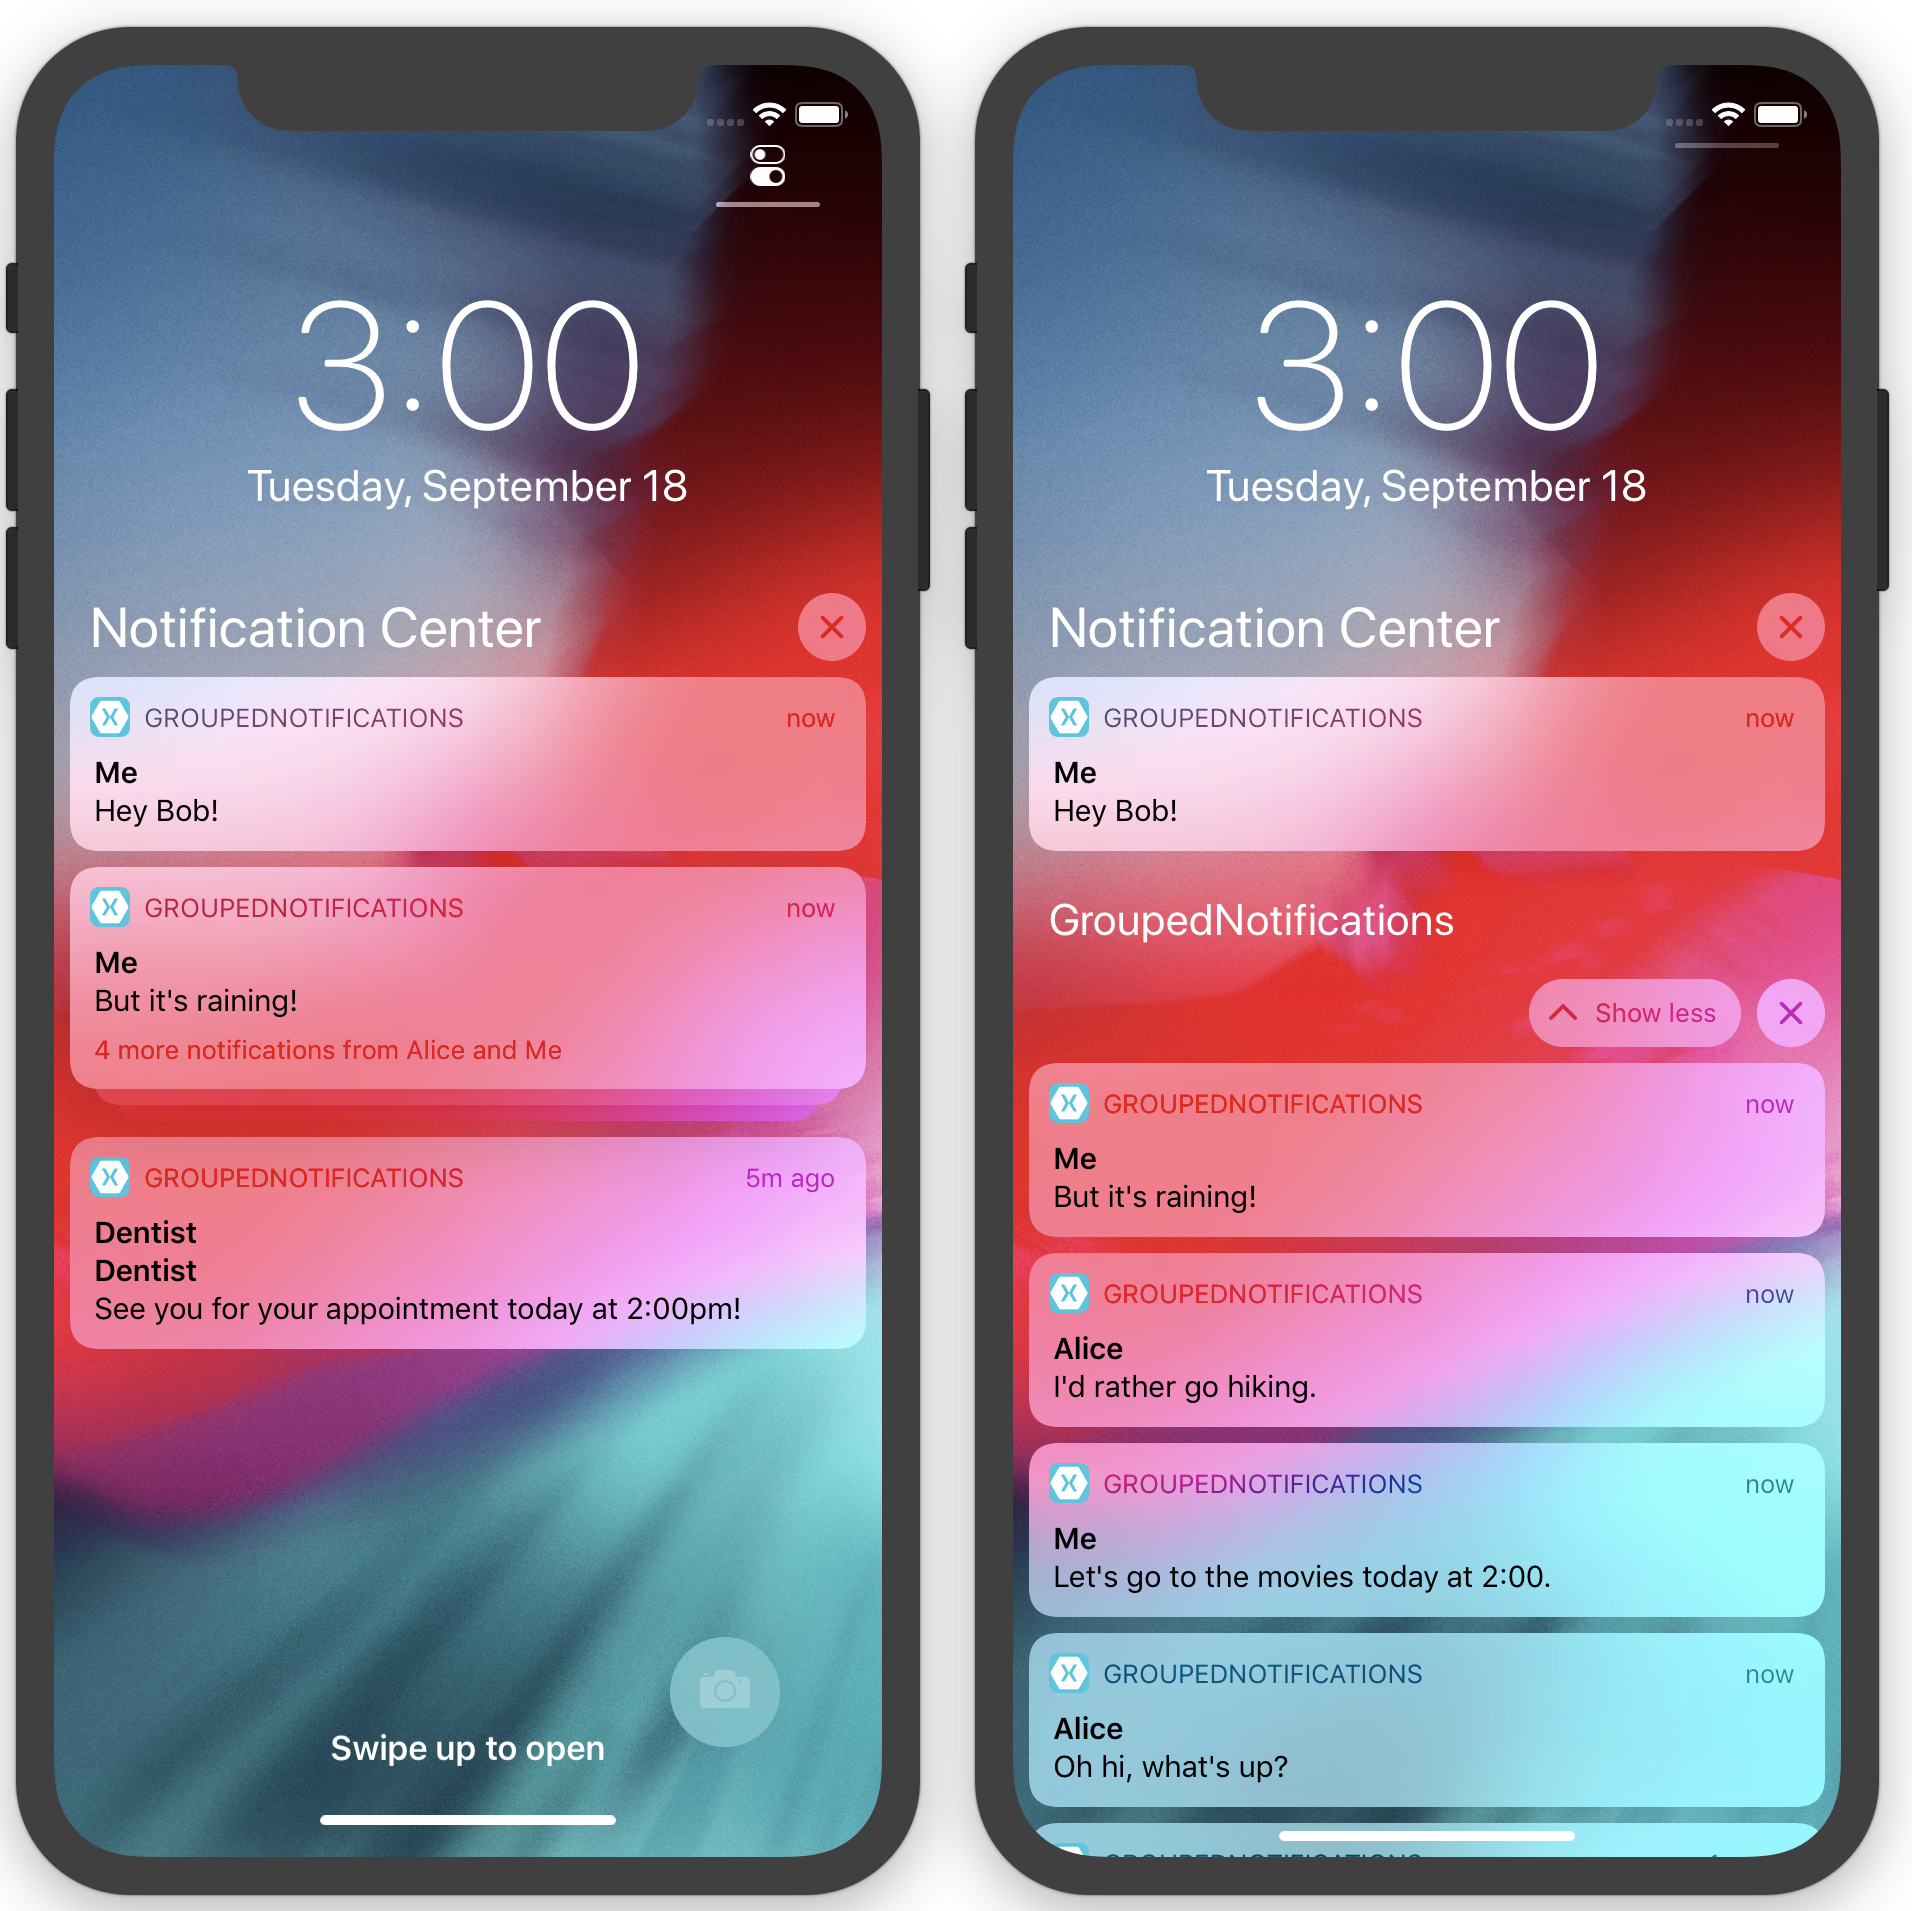 3:00
Tuesday, September 18
Notification Center
GROUPEDNOTIFICATIONS now
Me
Hey Bob!
GROUPEDNOTIFICATIONS now
Me
But it's raining!
4 more notifications from Alice and Me
GROUPEDNOTIFICATIONS 5m ago
Dentist
Dentist
See you for your appointment today at 2:00pm!
Swipe up to open
3:00
Tuesday, September 18
Notification Center
GROUPEDNOTIFICATIONS now
Me
Hey Bob!
GroupedNotifications
Show less
GROUPEDNOTIFICATIONS now
Me
But it's raining!
GROUPEDNOTIFICATIONS now
Alice
I'd rather go hiking.
GROUPEDNOTIFICATIONS now
Me
Let's go to the movies today at 2:00.
GROUPEDNOTIFICATIONS now
Alice
Oh hi, what's up?
GROUPEDNOTIFICATIONS